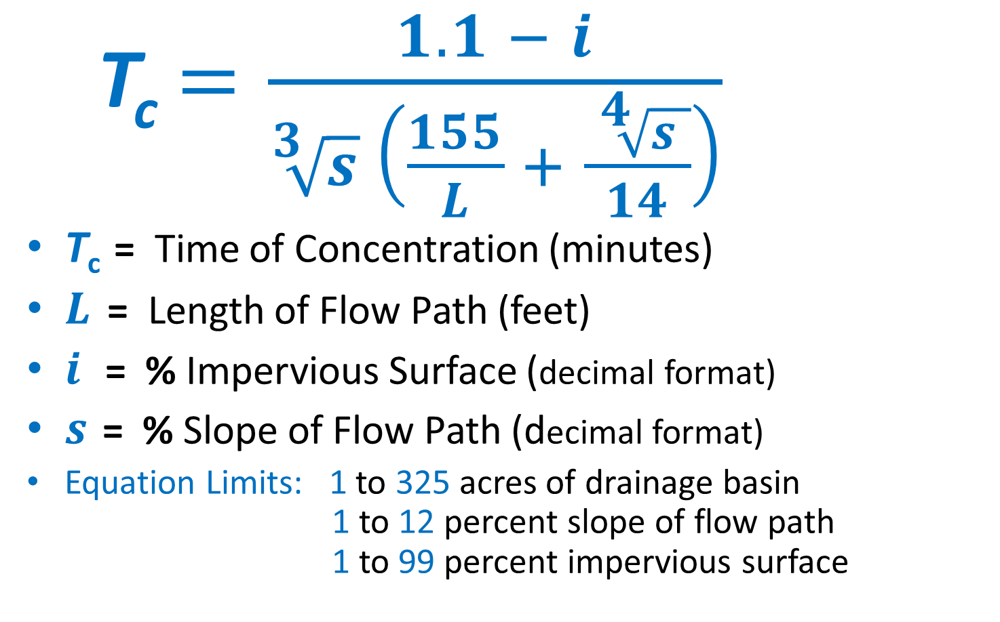 T_c = \frac{1.1 - i}{\sqrt[3]{s} \left( \frac{155}{L} + \frac{\sqrt[4]{s}}{14} \right)}
• T_c = Time of Concentration (minutes)
• L = Length of Flow Path (feet)
• i = % Impervious Surface (decimal format)
• s = % Slope of Flow Path (decimal format)
• Equation Limits: 1 to 325 acres of drainage basin
1 to 12 percent slope of flow path
1 to 99 percent impervious surface